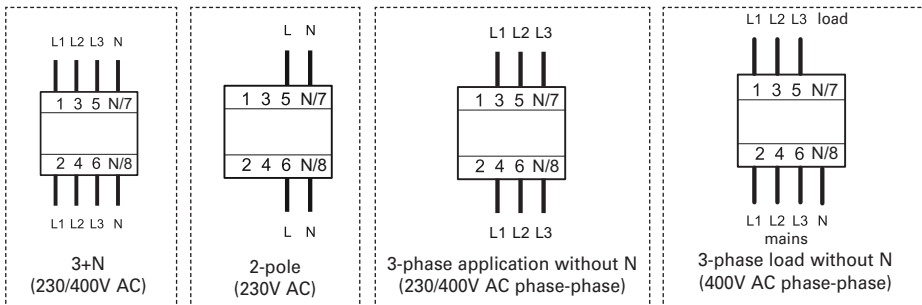 L1 L2 L3 N
1 3 5 N/7
2 4 6 N/8
L1 L2 L3 N
3+N
(230/400V AC)
L N
1 3 5 N/7
2 4 6 N/8
L N
2-pole
(230V AC)
L1 L2 L3
1 3 5 N/7
2 4 6 N/8
L1 L2 L3
3-phase application without N
(230/400V AC phase-phase)
L1 L2 L3 load
1 3 5 N/7
2 4 6 N/8
L1 L2 L3 N
mains
3-phase load without N
(400V AC phase-phase)